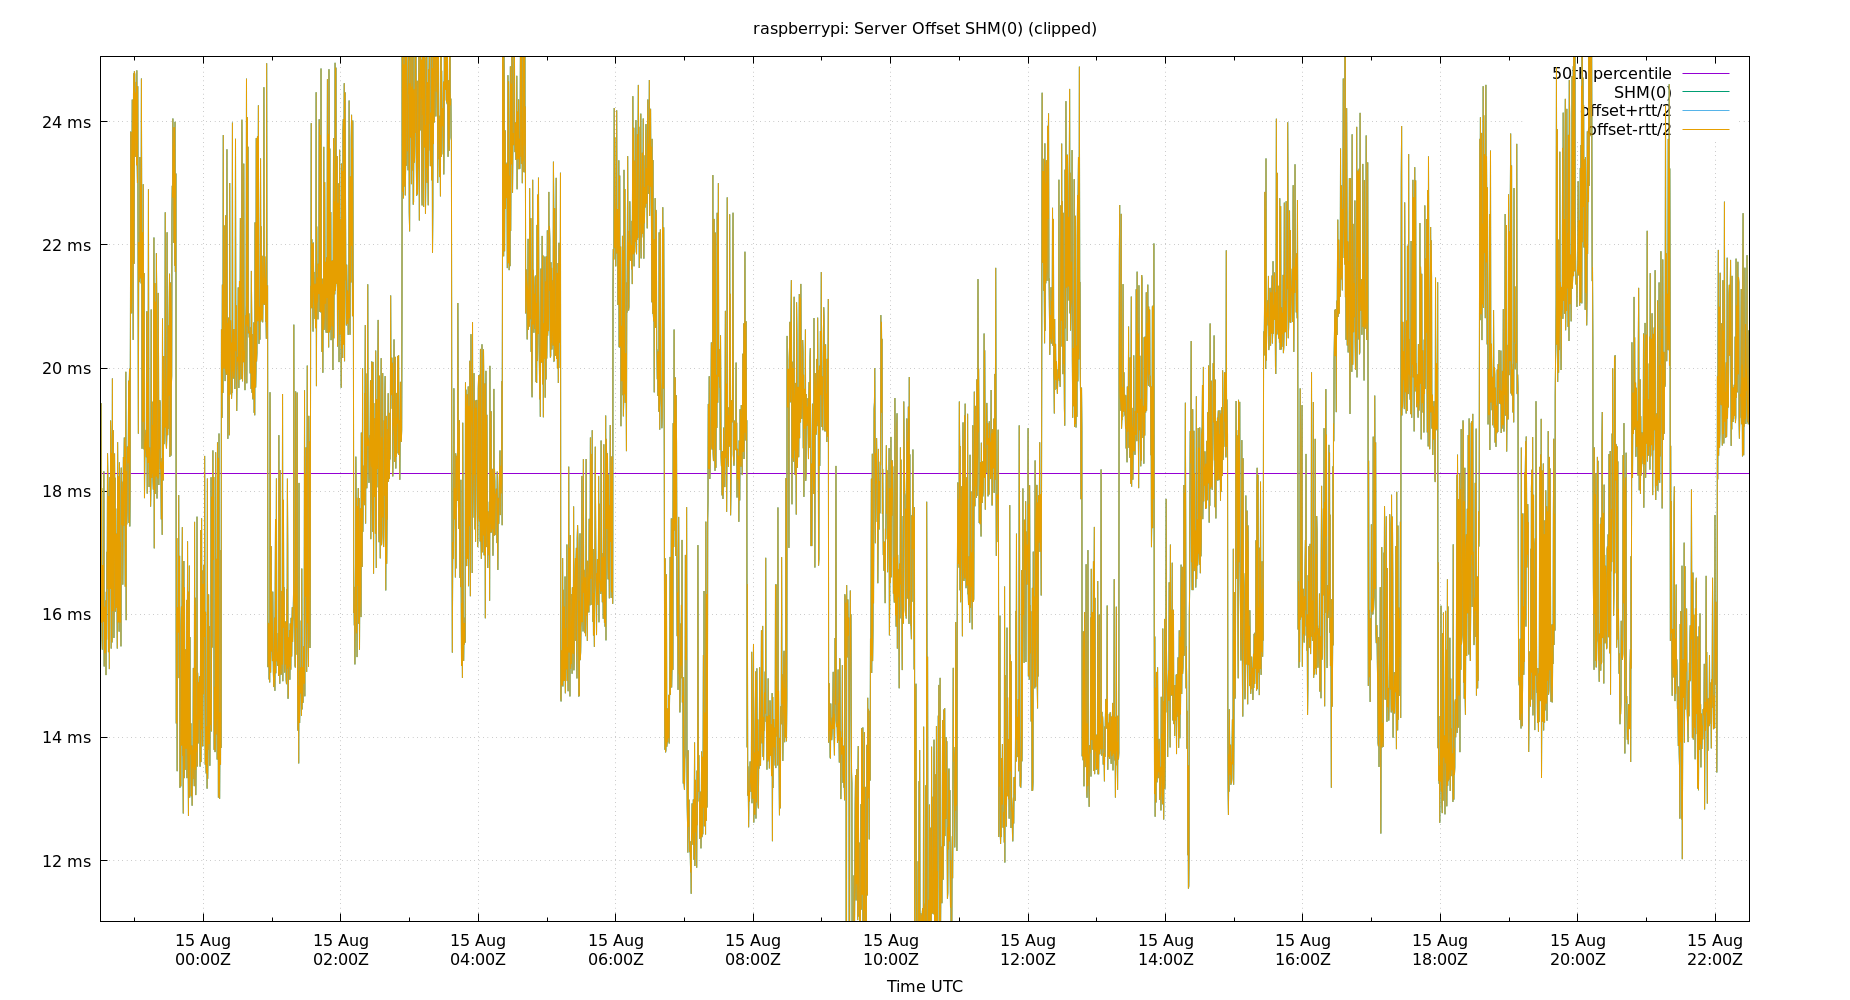 raspberrypi: Server Offset SHM(0) (clipped)
50th percentile
SHM(0)
offset+rtt/2
offset-rtt/2
24 ms
22 ms
20 ms
18 ms
16 ms
14 ms
12 ms
15 Aug 15 Aug 15 Aug 15 Aug 15 Aug 15 Aug 15 Aug 15 Aug 15 Aug 15 Aug 15 Aug 15 Aug
00:00Z 02:00Z 04:00Z 06:00Z 08:00Z 10:00Z 12:00Z 14:00Z 16:00Z 18:00Z 20:00Z 22:00Z
Time UTC